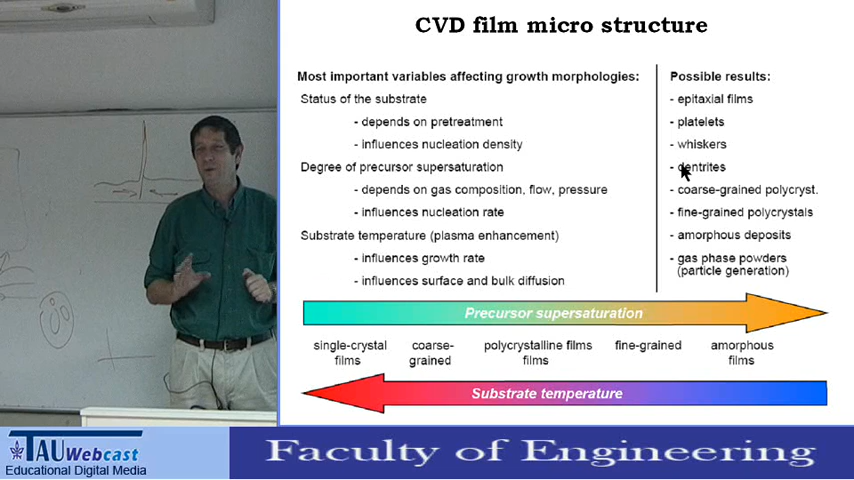 CVD film micro structure
Most important variables affecting growth morphologies:
Status of the substrate
- depends on pretreatment
- influences nucleation density
Degree of precursor supersaturation
- depends on gas composition, flow, pressure
- influences nucleation rate
Substrate temperature (plasma enhancement)
- influences growth rate
- influences surface and bulk diffusion
Possible results:
- epitaxial films
- platelets
- whiskers
- dentrites
- coarse-grained polycryst.
- fine-grained polycrystals
- amorphous deposits
- gas phase powders
(particle generation)
Precursor supersaturation
single-crystal films
coarse-grained
polycrystalline films films
fine-grained
amorphous films
Substrate temperature
TAU Webcast
Educational Digital Media
Faculty of Engineering